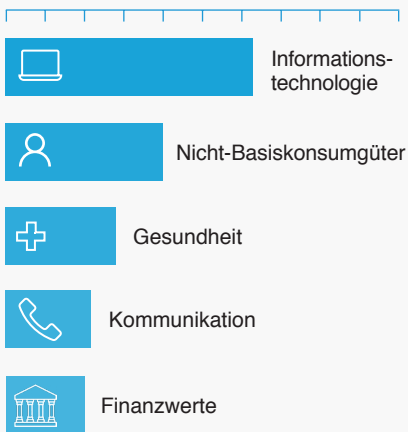 Informations-
technologie
Nicht-Basiskonsumgüter
Gesundheit
Kommunikation
Finanzwerte